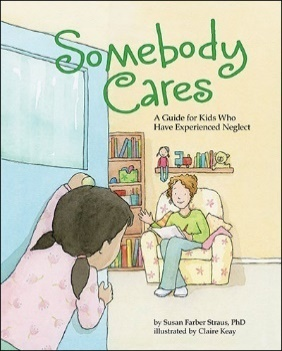 Somebody
Cares
A Guide for Kids Who
Have Experienced Neglect
by Susan Farber Straus, PhD
illustrated by Claire Keay